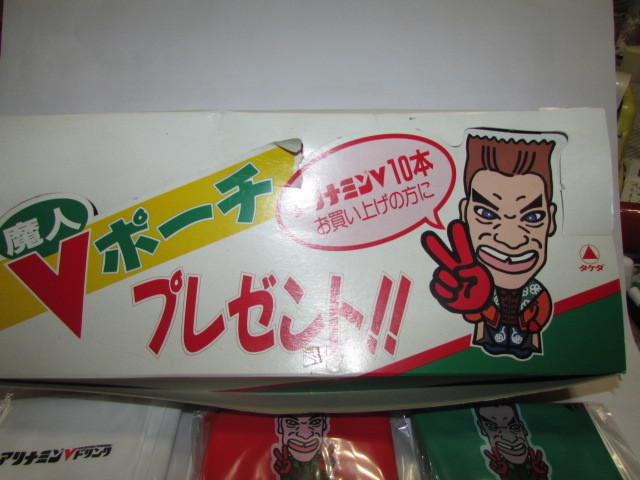 魔人
Vポーチ
アリナミンV10本
お買い上げの方に
プレゼント!!
タケダ
アリナミンVドリンク